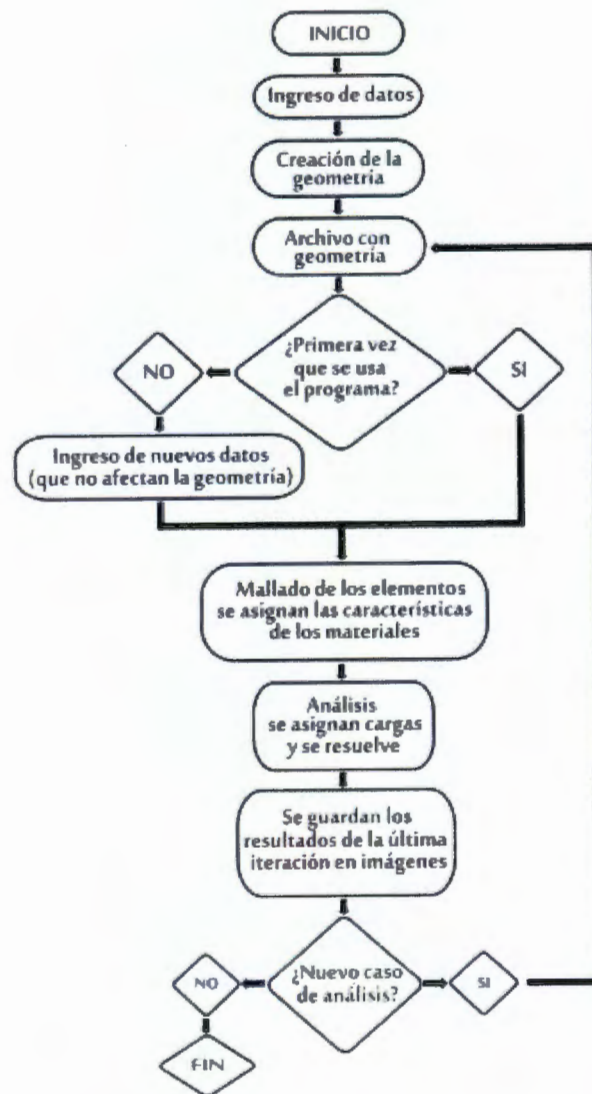 INICIO
Ingreso de datos
Creación de la
geometría
Archivo con
geometría
¿Primera vez
que se usa
el programa?
NO
SI
Ingreso de nuevos datos
(que no afectan la geometría)
Mallado de los elementos
se asignan las características
de los materiales
Análisis
se asignan cargas
y se resuelve
Se guardan los
resultados de la última
iteración en imágenes
¿Nuevo caso
de análisis?
NO
SI
FIN